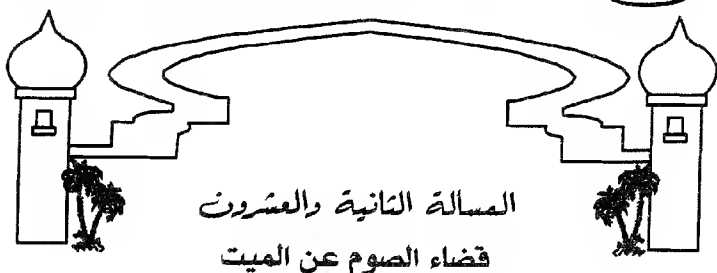 المسالة الثانية والعشرون
قضاء الصوم عن الميت